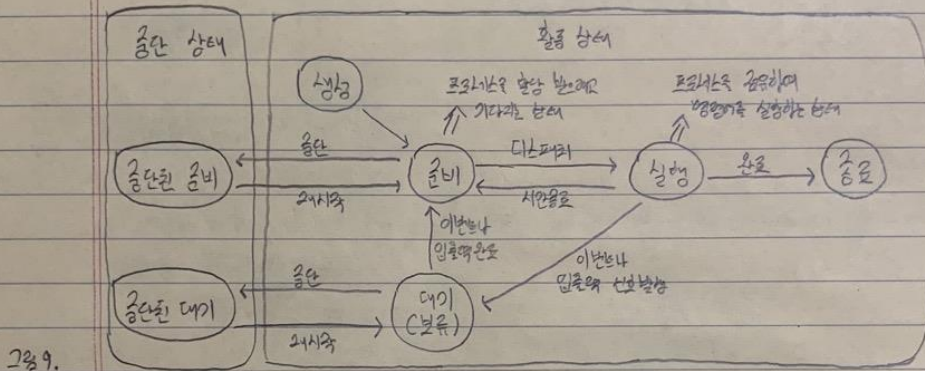 중단 상태
활동 상태
생성
프로세스를 할당 받으려고
기다리는 상태
프로세스를 점유하여
명령어를 실행하는 상태
중단된 준비
중단
재시작
준비
디스패치
시간종료
실행
완료
종료
이벤트나
입출력완료
이벤트나
입출력 신호발생
중단된 대기
중단
재시작
대기
(보류)
그림 9.